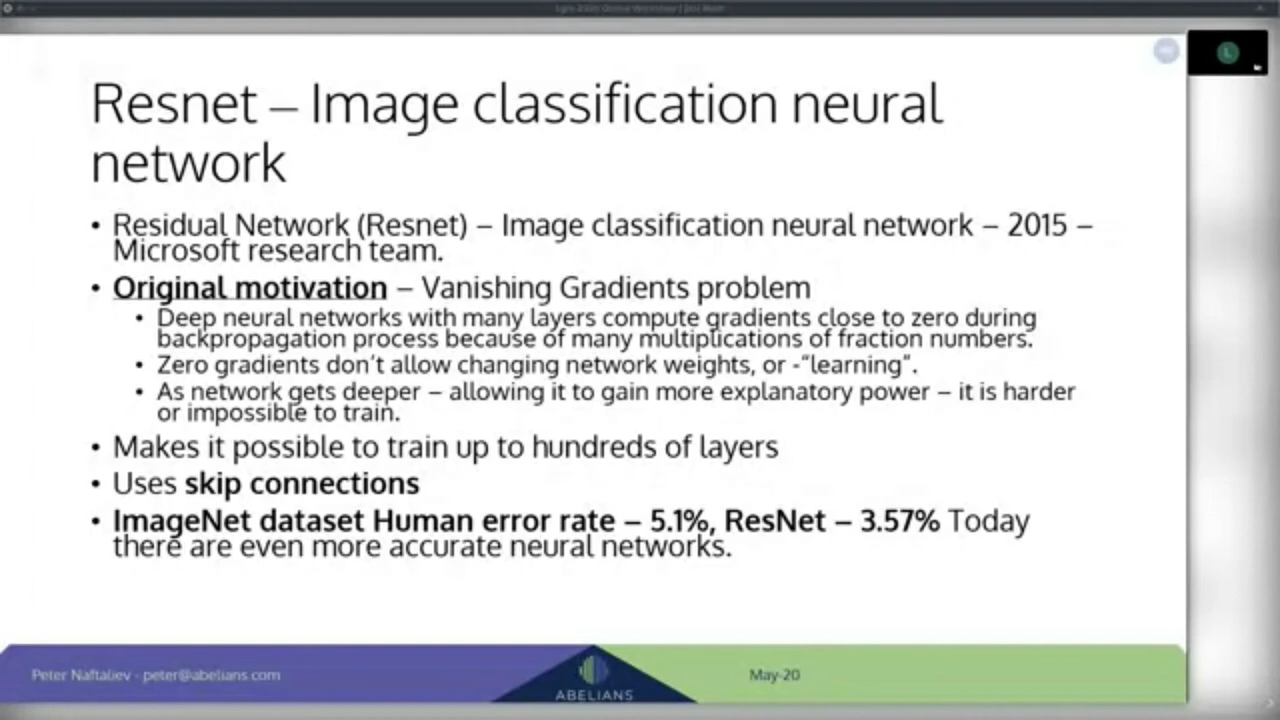 Resnet – Image classification neural
network
• Residual Network (Resnet) – Image classification neural network – 2015 –
Microsoft research team.
• Original motivation – Vanishing Gradients problem
• Deep neural networks with many layers compute gradients close to zero during
backpropagation process because of many multiplications of fraction numbers.
• Zero gradients don't allow changing network weights, or -"learning".
• As network gets deeper – allowing it to gain more explanatory power – it is harder
or impossible to train.
• Makes it possible to train up to hundreds of layers
• Uses skip connections
• ImageNet dataset Human error rate – 5.1%, ResNet – 3.57% Today
there are even more accurate neural networks.
Peter Naftaliev - peter@abelians.com
ABELIANS
May-20
L